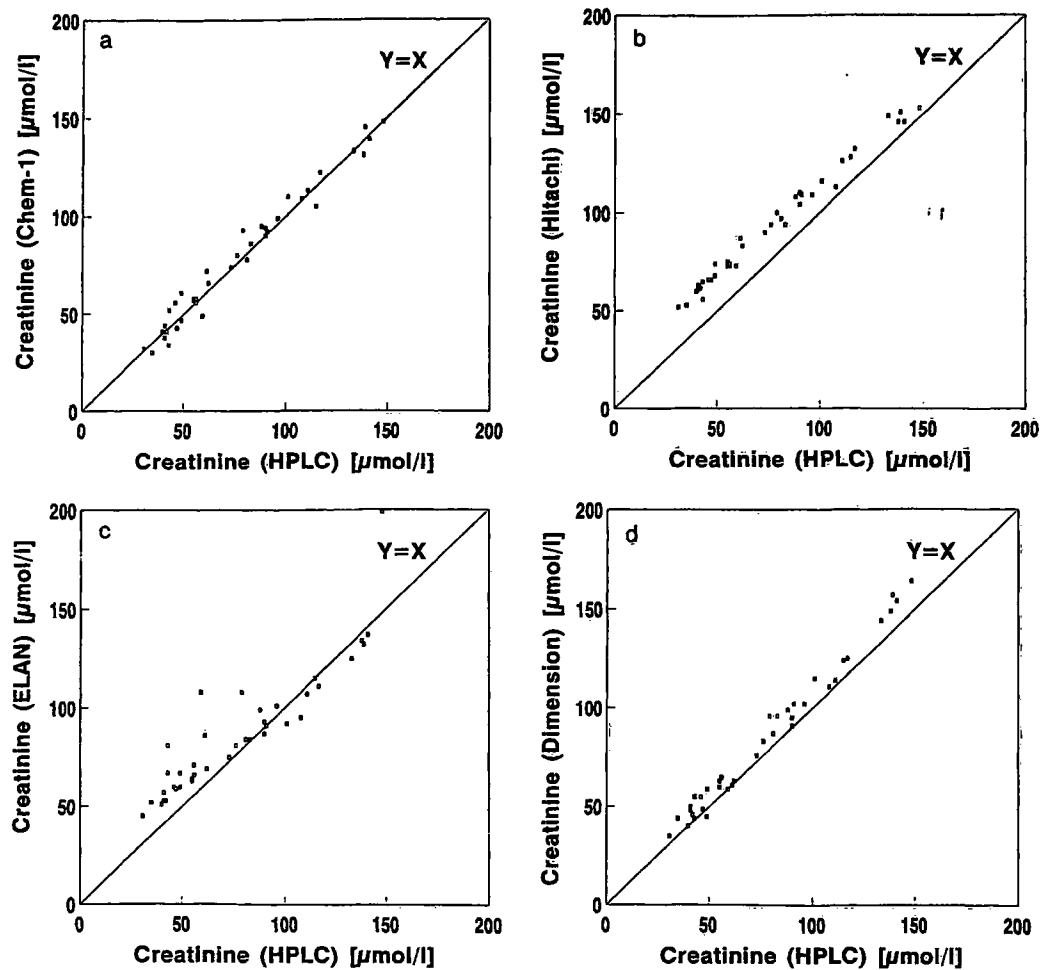 a
Y=X
200
150
100
50
0
Creatinine (Chem-1) [µmol/l]
0 50 100 150 200
Creatinine (HPLC) [µmol/l]
b
Y=X
200
150
100
50
0
Creatinine (Hitachi) [µmol/l]
0 50 100 150 200
Creatinine (HPLC) [µmol/l]
c
Y=X
200
150
100
50
0
Creatinine (ELAN) [µmol/l]
0 50 100 150 200
Creatinine (HPLC) [µmol/l]
d
Y=X
200
150
100
50
0
Creatinine (Dimension) [µmol/l]
0 50 100 150 200
Creatinine (HPLC) [µmol/l]